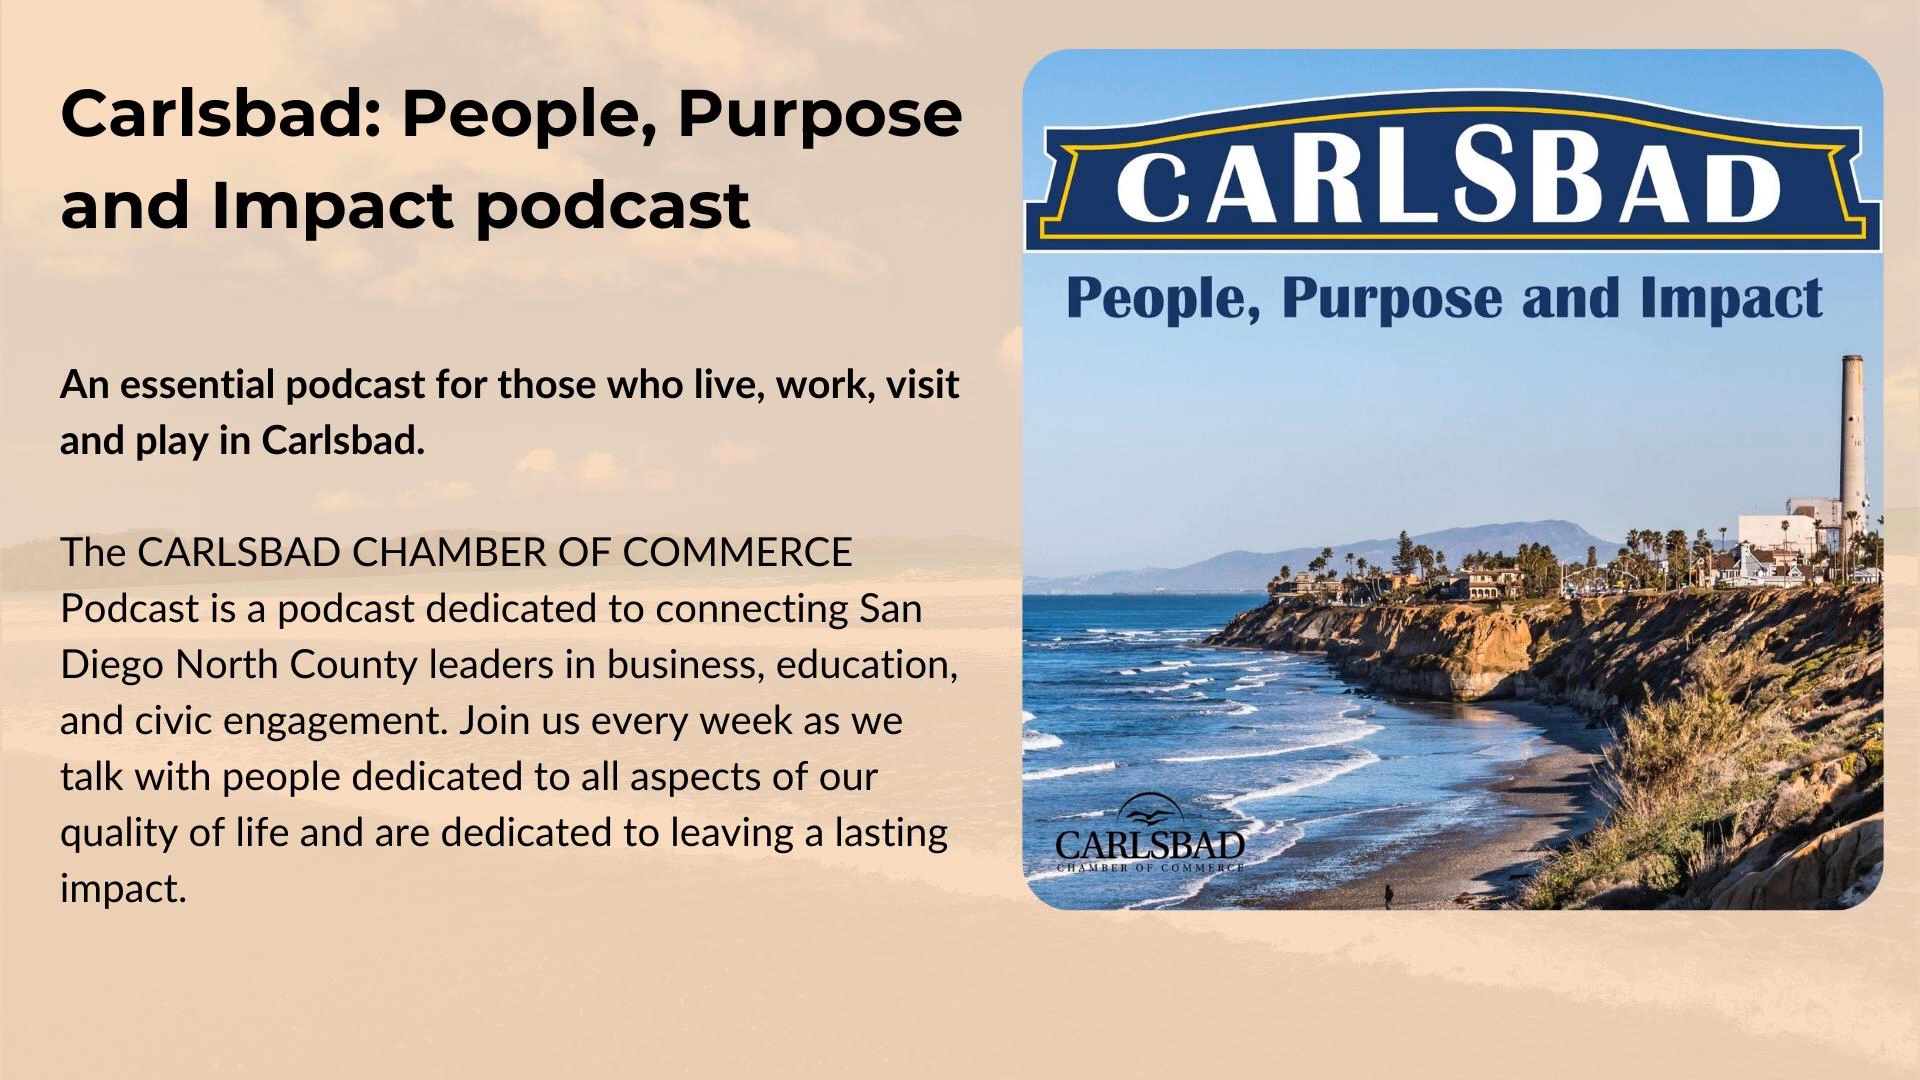 Carlsbad: People, Purpose
and Impact podcast
An essential podcast for those who live, work, visit
and play in Carlsbad.
The CARLSBAD CHAMBER OF COMMERCE
Podcast is a podcast dedicated to connecting San
Diego North County leaders in business, education,
and civic engagement. Join us every week as we
talk with people dedicated to all aspects of our
quality of life and are dedicated to leaving a lasting
impact.
CARLSBAD
People, Purpose and Impact
CARLSBAD
CHAMBER OF COMMERCE